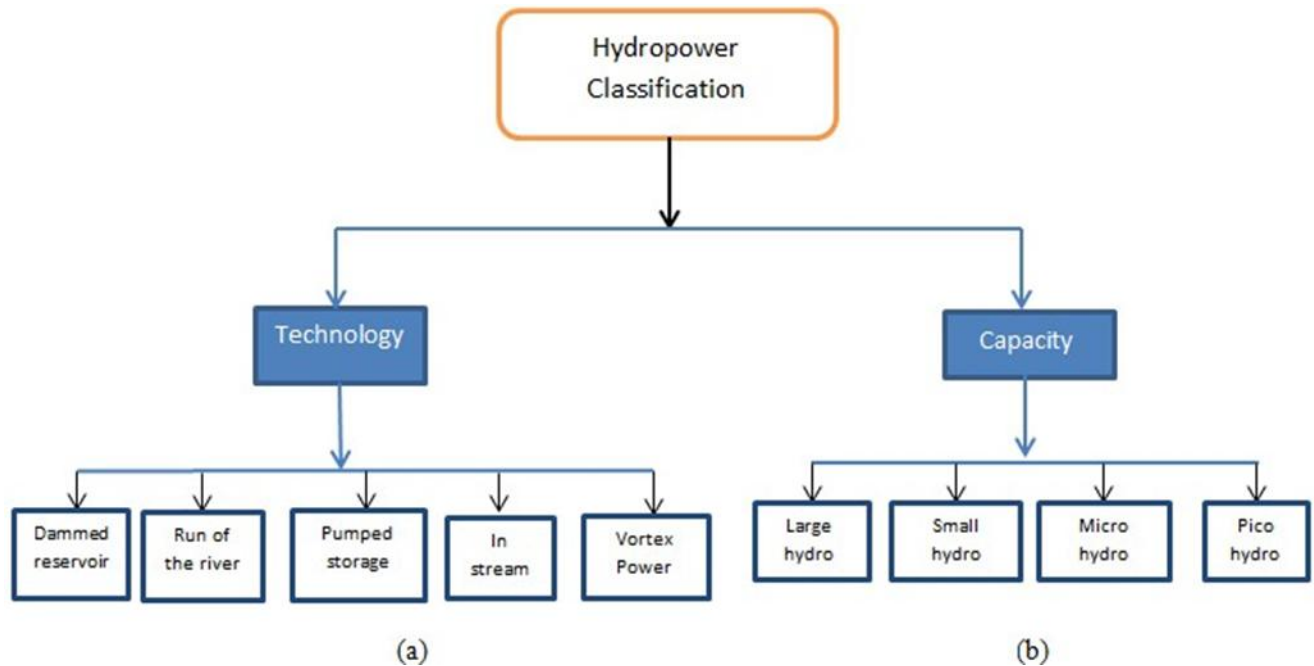 Hydropower
Classification
Technology
Capacity
Dammed
reservoir
Run of
the river
Pumped
storage
In
stream
Vortex
Power
Large
hydro
Small
hydro
Micro
hydro
Pico
hydro
(a)
(b)